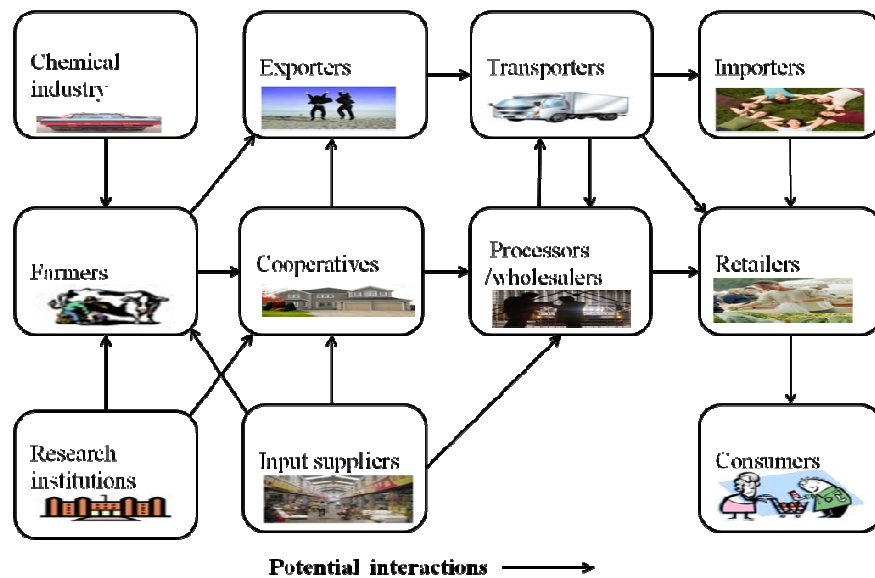 Chemical
industry
Exporters
Transporters
Importers
Farmers
Cooperatives
Processors
/wholesalers
Retailers
Research
institutions
Input suppliers
Consumers
Potential interactions